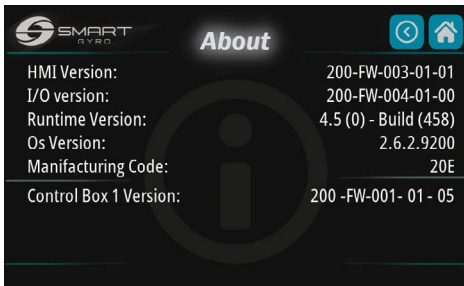 SMART
GYRO
About
HMI Version: 200-FW-003-01-01
I/O version: 200-FW-004-01-00
Runtime Version: 4.5 (0) - Build (458)
Os Version: 2.6.2.9200
Manifacturing Code: 20E
Control Box 1 Version: 200 -FW-001- 01 - 05